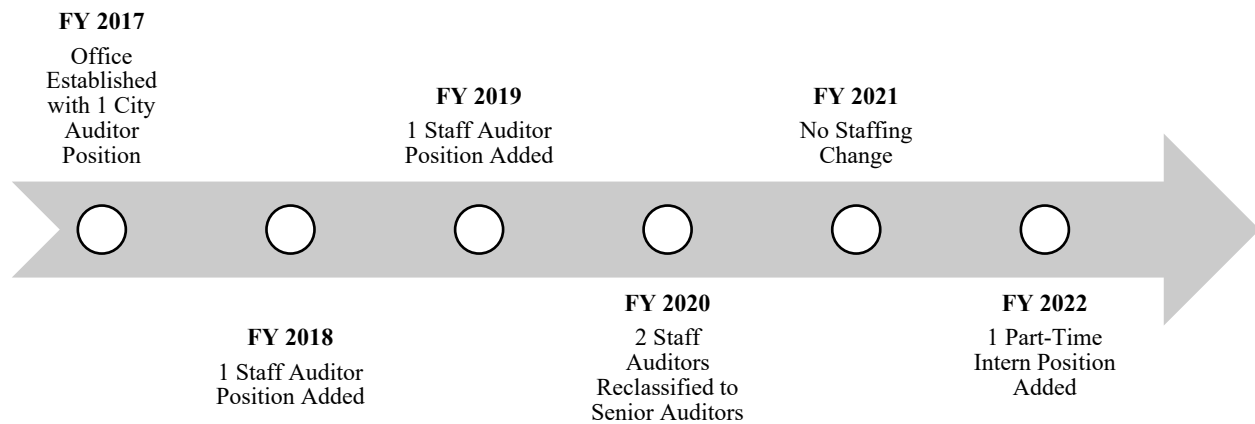 FY 2017
Office
Established
with 1 City
Auditor
Position
FY 2018
1 Staff Auditor
Position Added
FY 2019
1 Staff Auditor
Position Added
FY 2020
2 Staff
Auditors
Reclassified to
Senior Auditors
FY 2021
No Staffing
Change
FY 2022
1 Part-Time
Intern Position
Added